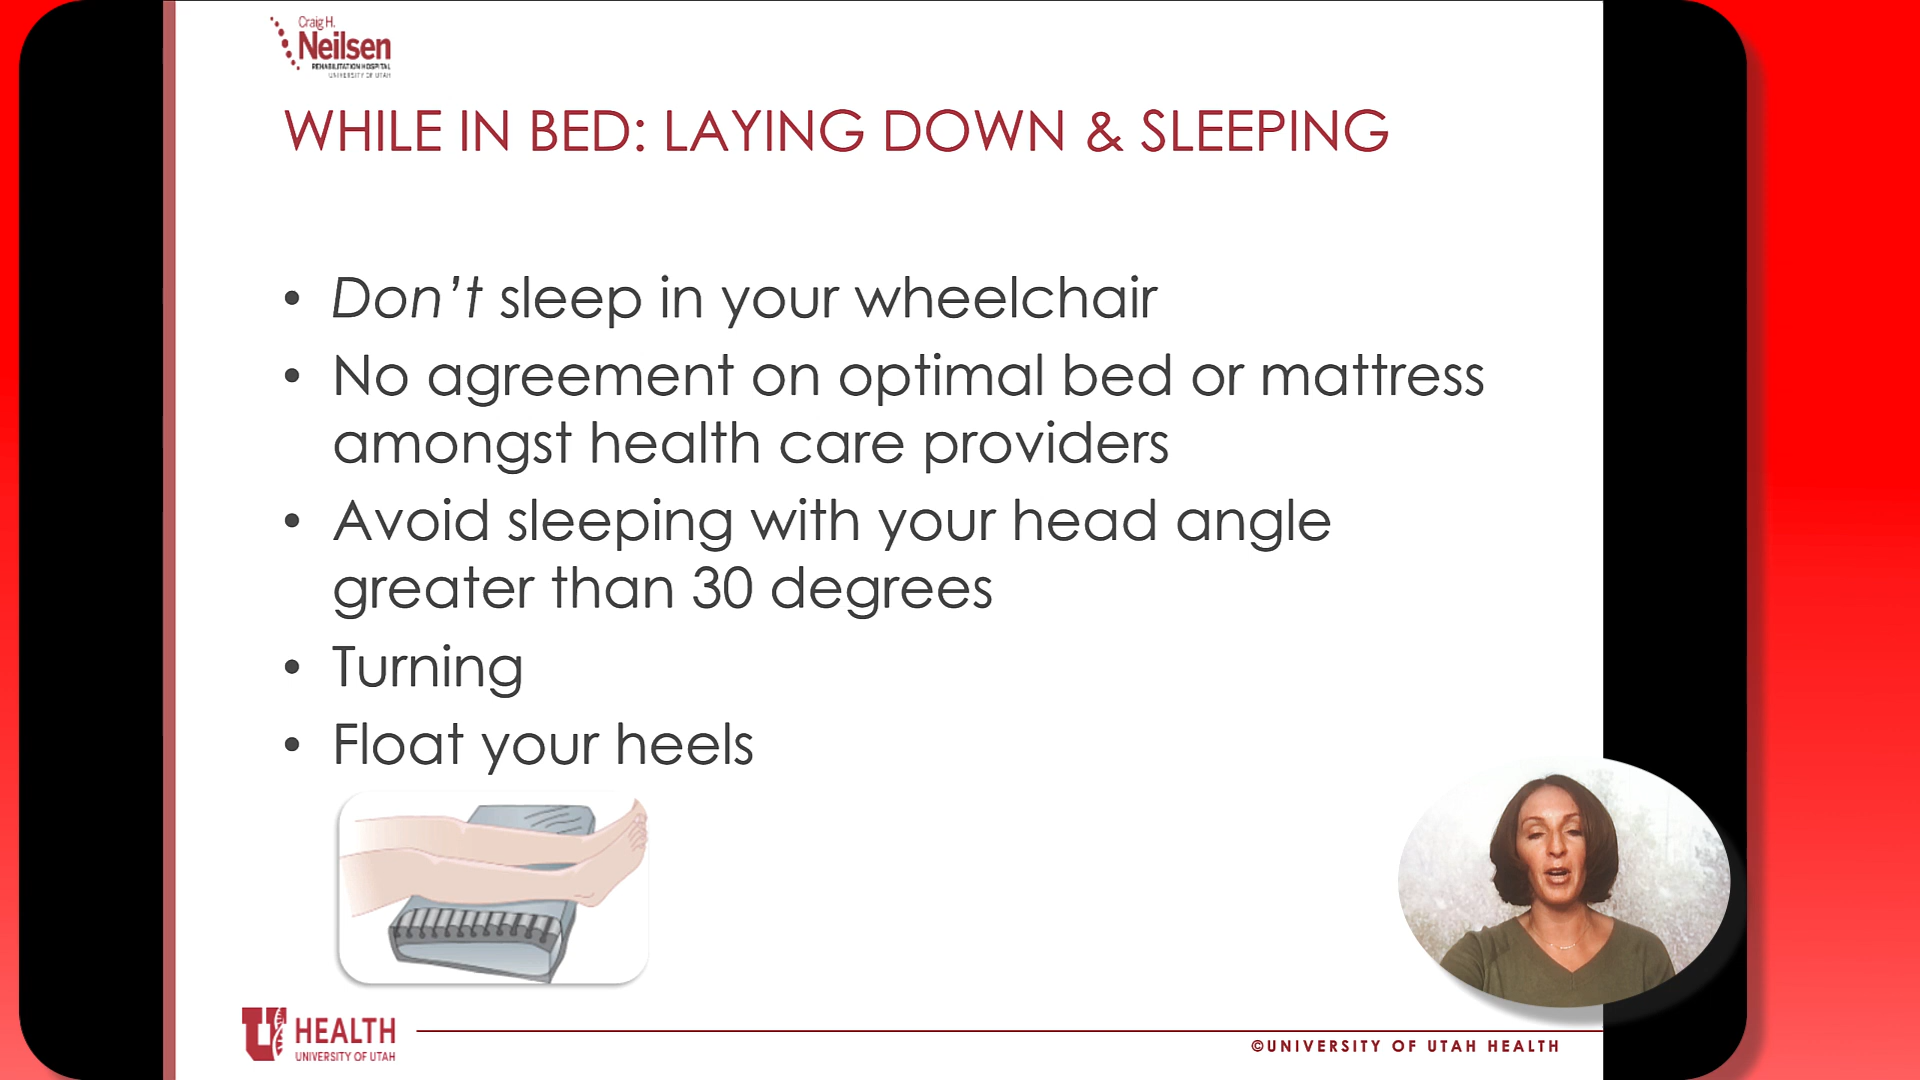 Craig H.
Neilsen
REHABILITATION HOSPITAL
UNIVERSITY OF UTAH
WHILE IN BED: LAYING DOWN & SLEEPING
• Don’t sleep in your wheelchair
• No agreement on optimal bed or mattress
amongst health care providers
• Avoid sleeping with your head angle
greater than 30 degrees
• Turning
• Float your heels
U HEALTH
UNIVERSITY OF UTAH
©UNIVERSITY OF UTAH HEALTH